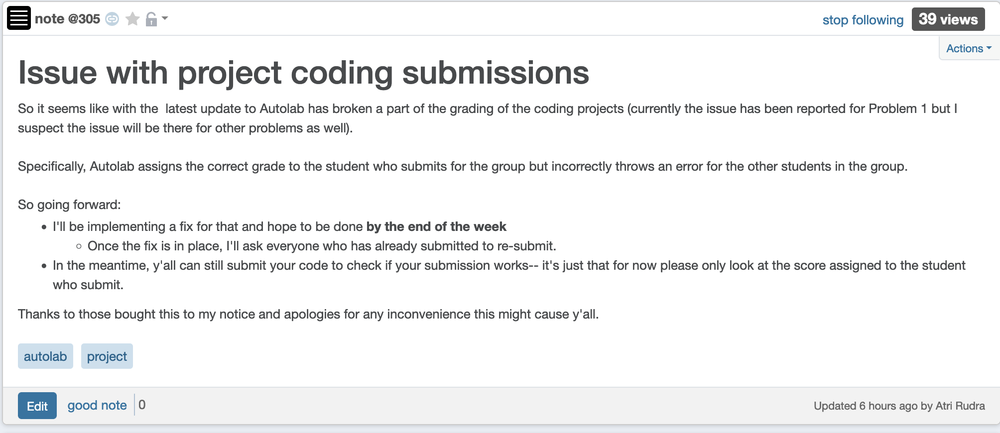 note @305
stop following
39 views
Actions
Issue with project coding submissions
So it seems like with the  latest update to Autolab has broken a part of the grading of the coding projects (currently the issue has been reported for Problem 1 but I
suspect the issue will be there for other problems as well).
Specifically, Autolab assigns the correct grade to the student who submits for the group but incorrectly throws an error for the other students in the group.
So going forward:
I'll be implementing a fix for that and hope to be done by the end of the week
Once the fix is in place, I'll ask everyone who has already submitted to re-submit.
In the meantime, y'all can still submit your code to check if your submission works-- it's just that for now please only look at the score assigned to the student
who submit.
Thanks to those bought this to my notice and apologies for any inconvenience this might cause y'all.
autolab project
Edit good note 0
Updated 6 hours ago by Atri Rudra